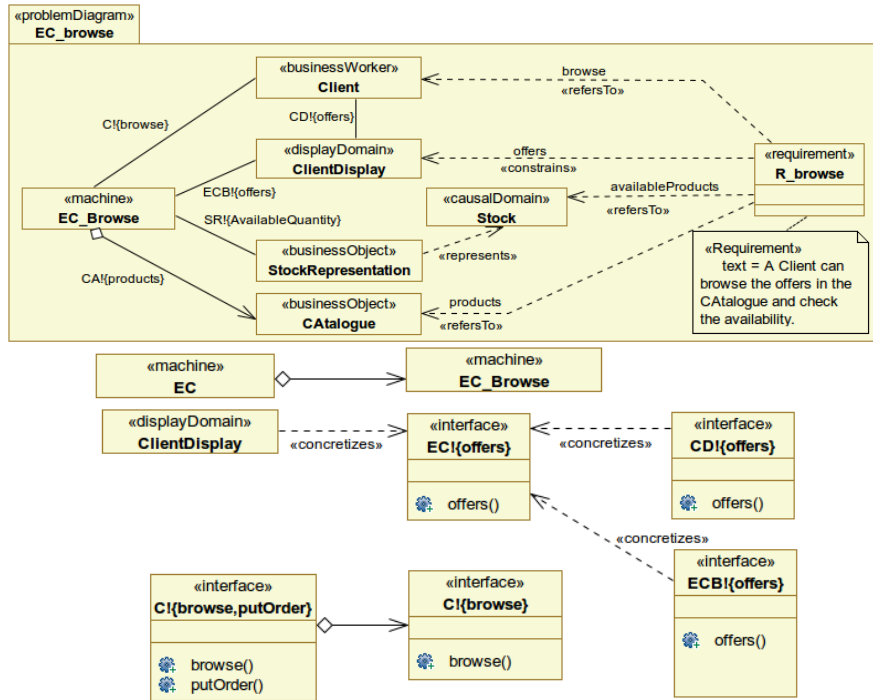 «problemDiagram»
EC_browse
«businessWorker»
Client
browse
«refersTo»
C!{browse}
CD!{offers}
«displayDomain»
ClientDisplay
offers
«constrains»
«requirement»
R_browse
ECB!{offers}
«machine»
EC_Browse
«causalDomain»
Stock
availableProducts
«refersTo»
SR!{AvailableQuantity}
«businessObject»
StockRepresentation
«represents»
«Requirement»
text = A Client can
browse the offers in the
CAtalogue and check
the availability.
CA!{products}
«businessObject»
CAtalogue
products
«refersTo»
«machine»
EC
«machine»
EC_Browse
«displayDomain»
ClientDisplay
«concretizes»
«interface»
EC!{offers}
offers()
«concretizes»
«interface»
CD!{offers}
offers()
«concretizes»
«interface»
ECB!{offers}
offers()
«interface»
C!{browse,putOrder}
browse()
putOrder()
«interface»
C!{browse}
browse()